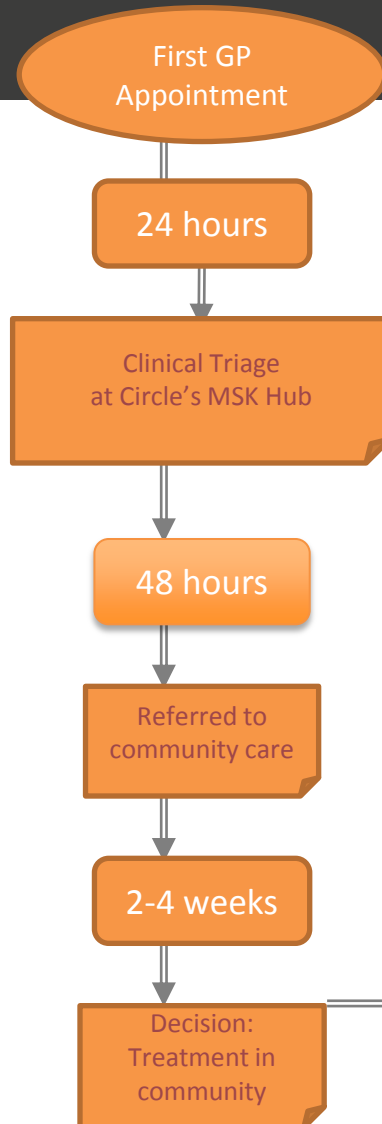 First GP
Appointment
24 hours
Clinical Triage
at Circle’s MSK Hub
48 hours
Referred to
community care
2-4 weeks
Decision:
Treatment in
community